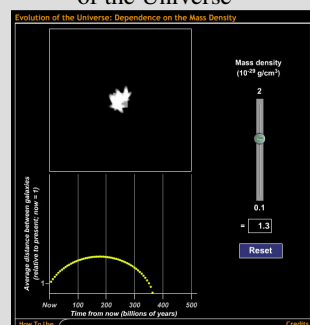 of the Universe
Evolution of the Universe: Dependence on the Mass Density
Mass density
(10⁻²⁹ g/cm³)
2
0.1
= 1.3
Reset
Average distance between galaxies
(relative to present; now = 1)
1
Now 100 200 300 400 500
Time from now (billions of years)
How To Use
Credits